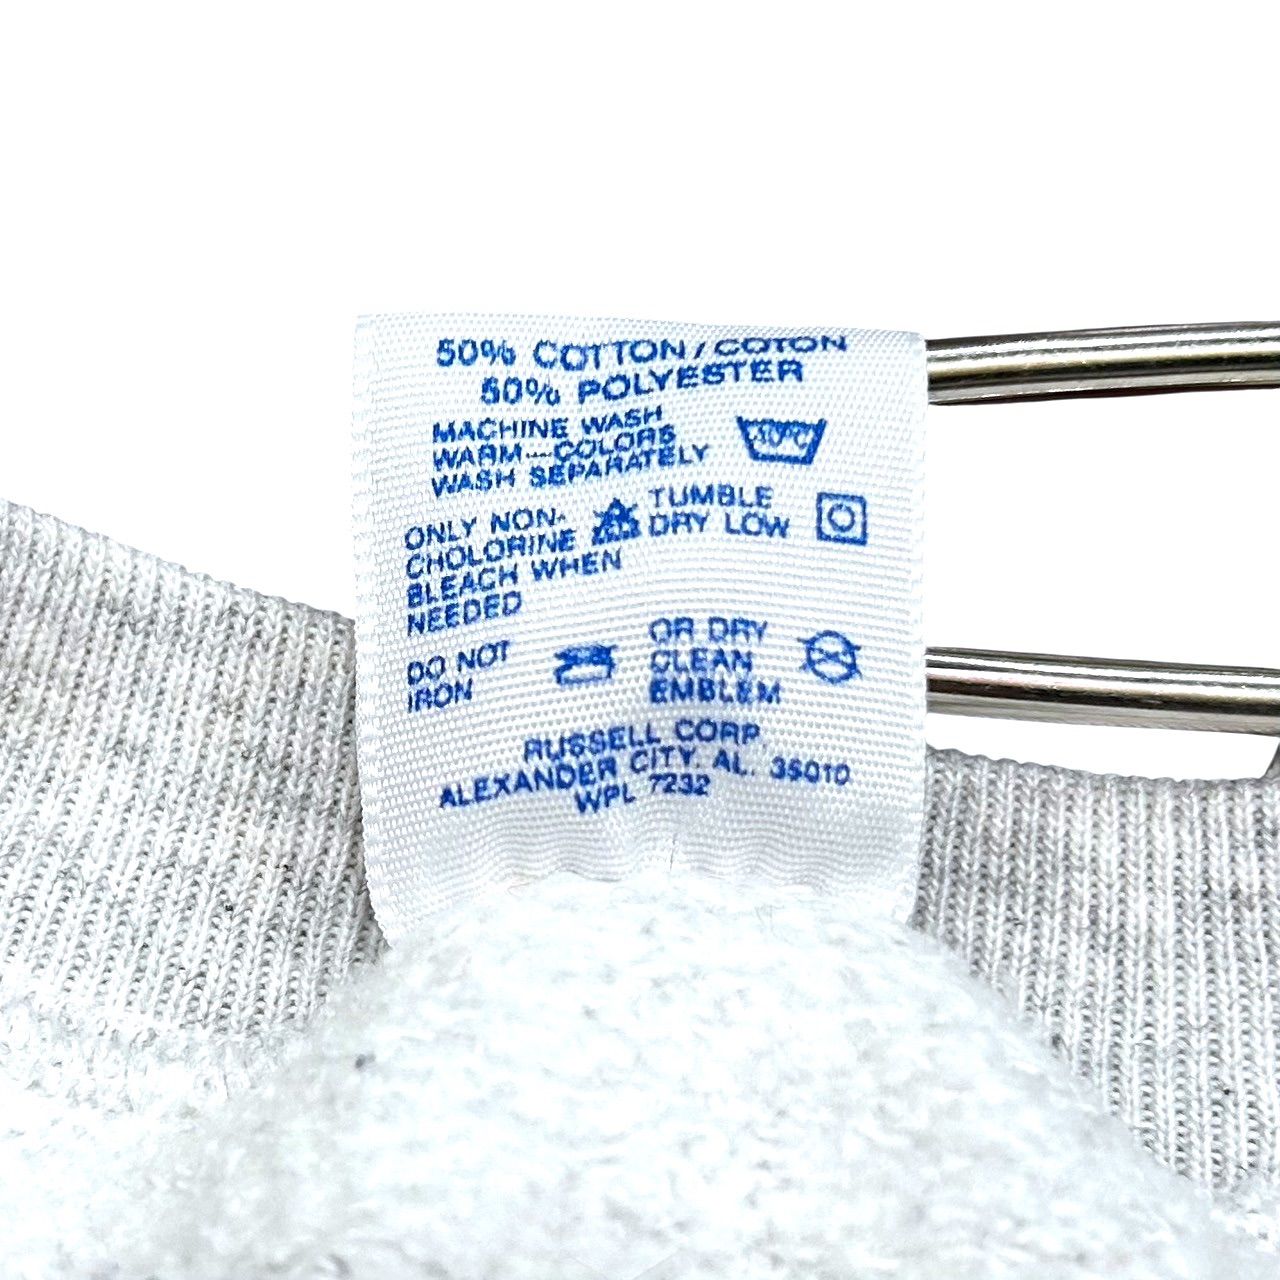 50% COTTON / COTON
50% POLYESTER
MACHINE WASH
WARM—COLORS
WASH SEPARATELY
ONLY NON-
CHOLORINE
BLEACH WHEN
NEEDED
TUMBLE
DRY LOW
DO NOT
IRON
OR DRY
CLEAN
EMBLEM
RUSSELL CORP.
ALEXANDER CITY. AL. 35010
WPL 7232